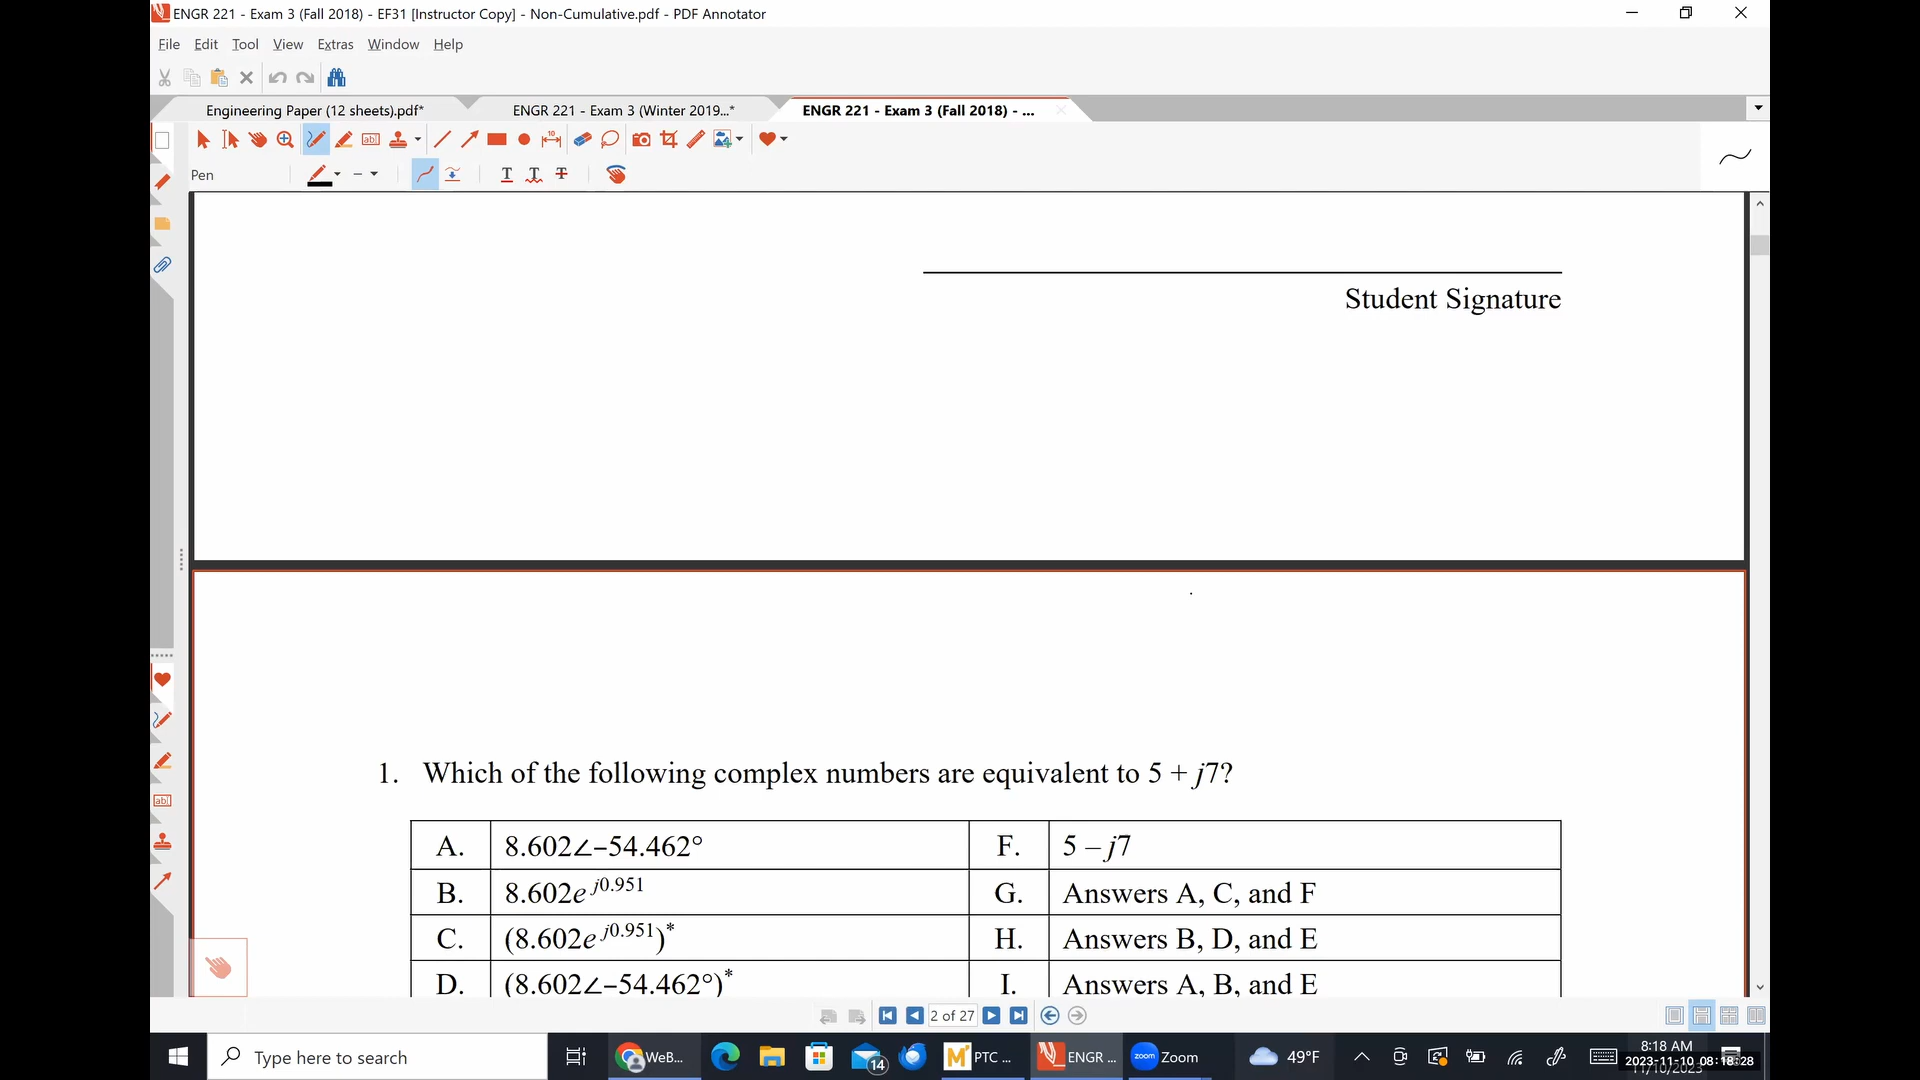 ENGR 221 - Exam 3 (Fall 2018) - EF31 [Instructor Copy] - Non-Cumulative.pdf - PDF Annotator
File Edit Tool View Extras Window Help
Engineering Paper (12 sheets).pdf* ENGR 221 - Exam 3 (Winter 2019...* ENGR 221 - Exam 3 (Fall 2018) - ...
Pen
Student Signature
1. Which of the following complex numbers are equivalent to 5 + j7?
A. 8.602∠−54.462° F. 5 – j7
B. 8.602e^{j0.951} G. Answers A, C, and F
C. (8.602e^{j0.951})* H. Answers B, D, and E
D. (8.602∠−54.462°)* I. Answers A, B, and E
2 of 27
Type here to search WeB... 14 PTC ... ENGR ... zoom Zoom 49°F 8:18 AM
2023-11-10 08:18:28